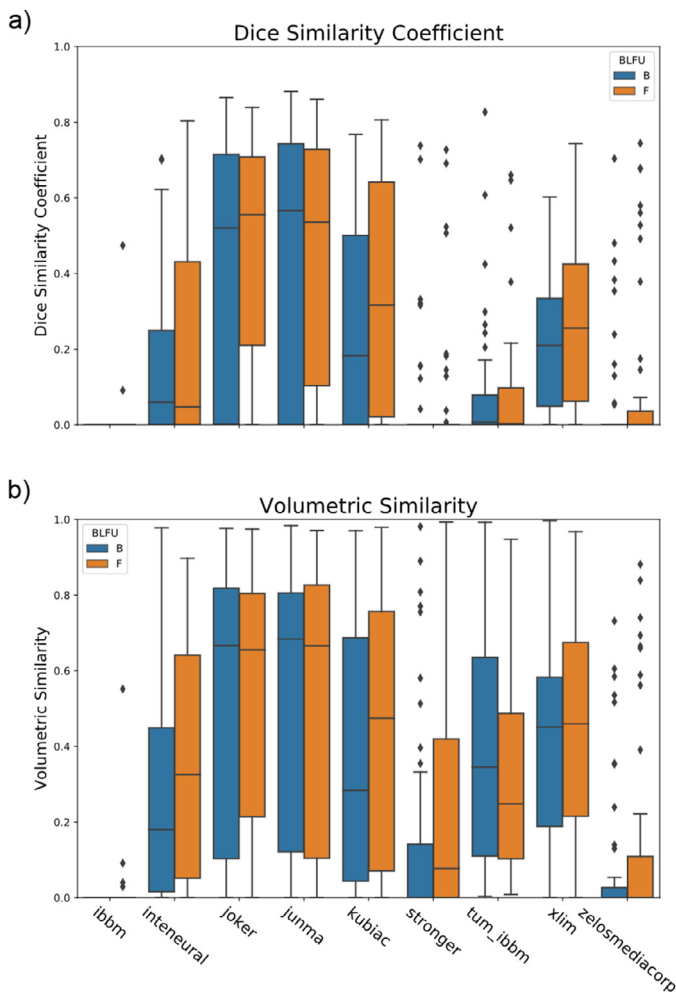 a)
Dice Similarity Coefficient
1.0
0.8
0.6
0.4
0.2
0.0
Dice Similarity Coefficient
BLFU
B
F
b)
Volumetric Similarity
1.0
0.8
0.6
0.4
0.2
0.0
Volumetric Similarity
BLFU
B
F
ibbm
inteneural
joker
junma
kubiac
stronger
tum_ibbm
xlim
zelosmediacorp